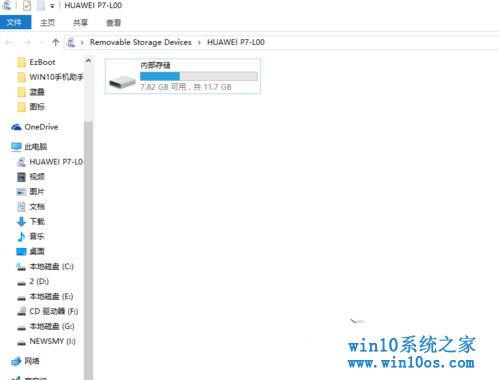 HUAWEI P7-L00
文件
主页
共享
查看
Removable Storage Devices > HUAWEI P7-L00
EzBoot
WIN10手机助手
蓝叠
图标
OneDrive
此电脑
HUAWEI P7-L0
视频
图片
文档
下载
音乐
桌面
本地磁盘 (C:)
2 (D:)
本地磁盘 (E:)
CD 驱动器 (F:)
本地磁盘 (G:)
NEWSMY (I:)
网络
内部存储
7.82 GB 可用，共 11.7 GB
win10系统之家
www.win10os.com